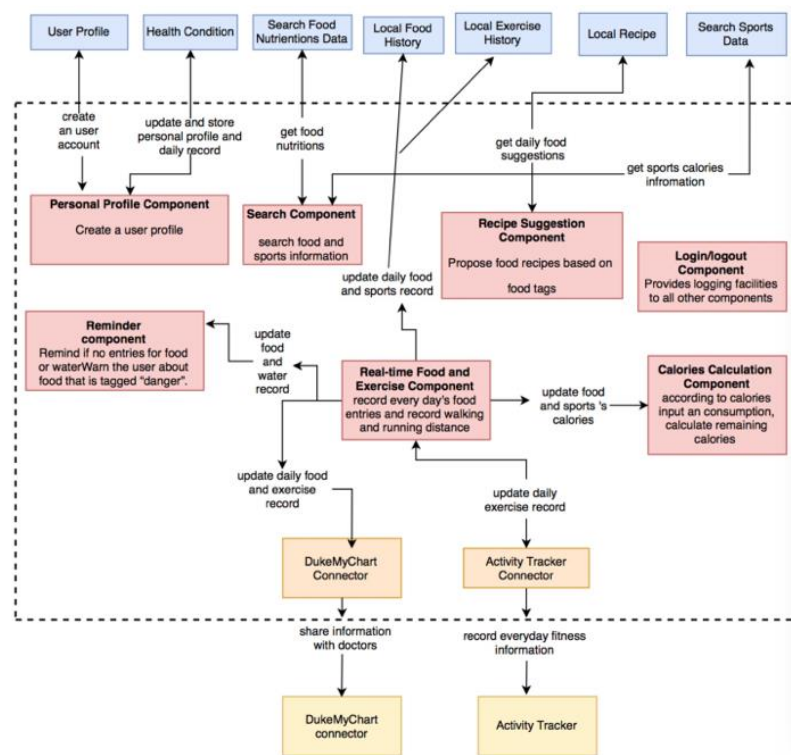 User Profile
Health Condition
Search Food
Nutrientions Data
Local Food
History
Local Exercise
History
Local Recipe
Search Sports
Data
create
an user
account
update and store
personal profile and
daily record
get food
nutritions
get daily food
suggestions
get sports calories
infromation
Personal Profile Component
Create a user profile
Search Component
search food and
sports information
Recipe Suggestion
Component
Propose food recipes based on
food tags
Login/logout
Component
Provides logging facilities
to all other components
update daily food
and sports record
Reminder
component
Remind if no entries for food
or waterWarn the user about
food that is tagged "danger".
update
food
and
water
record
Real-time Food and
Exercise Component
record every day's food
entries and record walking
and running distance
update food
and sports 's
calories
Calories Calculation
Component
according to calories
input an consumption,
calculate remaining
calories
update daily food
and exercise
record
update daily
exercise record
DukeMyChart
Connector
Activity Tracker
Connector
share information
with doctors
record everyday fitness
information
DukeMyChart
connector
Activity Tracker